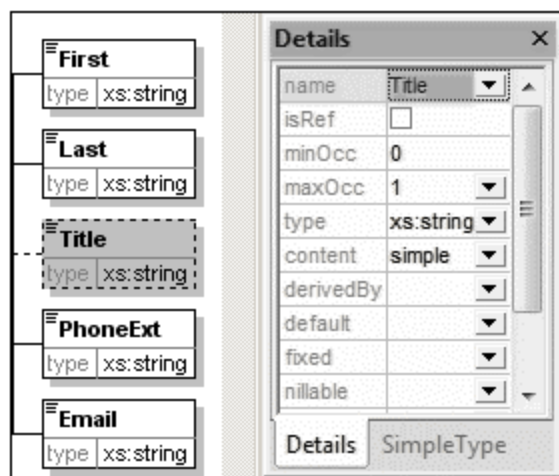 First
type xs:string
Last
type xs:string
Title
type xs:string
PhoneExt
type xs:string
Email
type xs:string
Details
name Title
isRef
minOcc 0
maxOcc 1
type xs:string
content simple
derivedBy
default
fixed
nillable
Details SimpleType